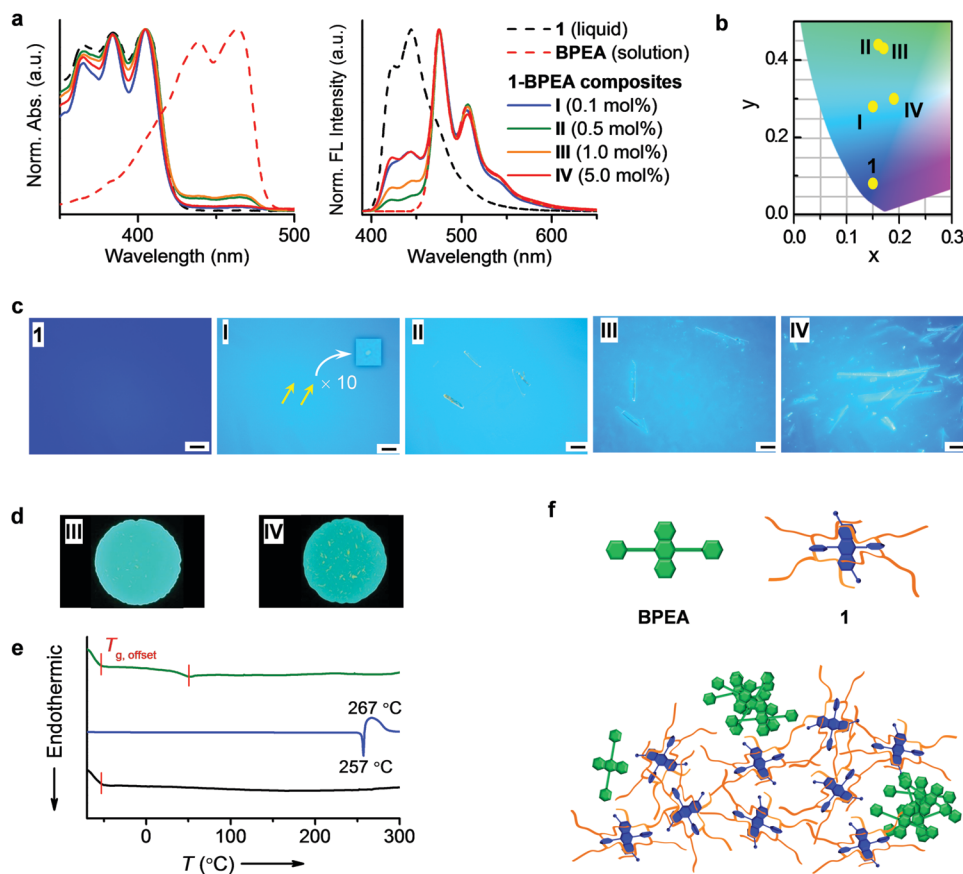 a
Norm. Abs. (a.u.)
400
500
Wavelength (nm)
Norm. FL Intensity (a.u.)
400
450
500
550
600
Wavelength (nm)
1 (liquid)
BPEA (solution)
1-BPEA composites
I (0.1 mol%)
II (0.5 mol%)
III (1.0 mol%)
IV (5.0 mol%)
b
y
0.4
0.2
0.0
0.0
0.1
0.2
0.3
x
II
III
I
IV
1
c
1
I
× 10
II
III
IV
d
III
IV
e
Endothermic
Tg, offset
267 °C
257 °C
0
100
200
300
T (°C)
f
BPEA
1